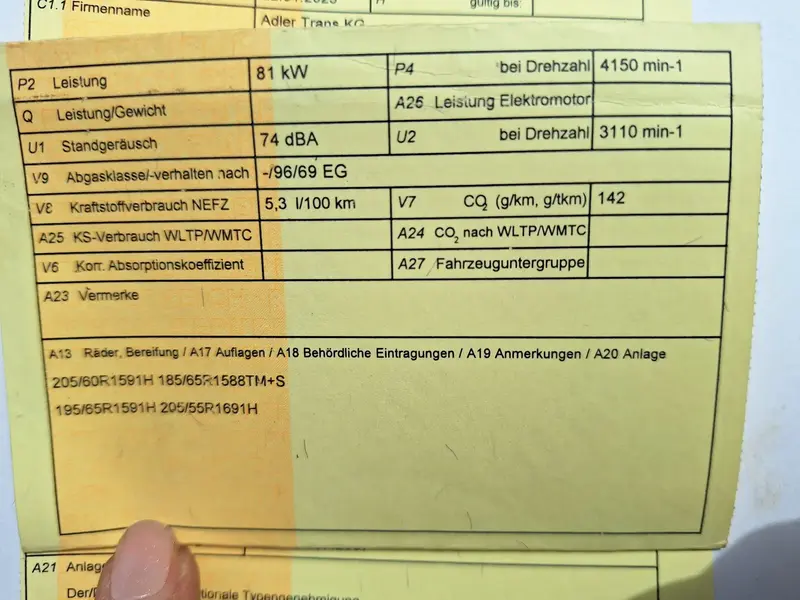 C1.1 Firmenname
gültig bis:
Adler Trans KG
P2 Leistung 81 kW P4 bei Drehzahl 4150 min-1
Q Leistung/Gewicht A26 Leistung Elektromotor
U1 Standgeräusch 74 dBA U2 bei Drehzahl 3110 min-1
V9 Abgasklasse/-verhalten nach -/96/69 EG
V8 Kraftstoffverbrauch NEFZ 5,3 l/100 km V7 CO2 (g/km, g/tkm) 142
A25 KS-Verbrauch WLTP/WMTC A24 CO2 nach WLTP/WMTC
V6 Korr. Absorptionskoeffizient A27 Fahrzeuguntergruppe
A23 Vermerke
A13 Räder, Bereifung / A17 Auflagen / A18 Behördliche Eintragungen / A19 Anmerkungen / A20 Anlage
205/60R1591H 185/65R1588TM+S
195/65R1591H 205/55R1691H
A21 Anlage